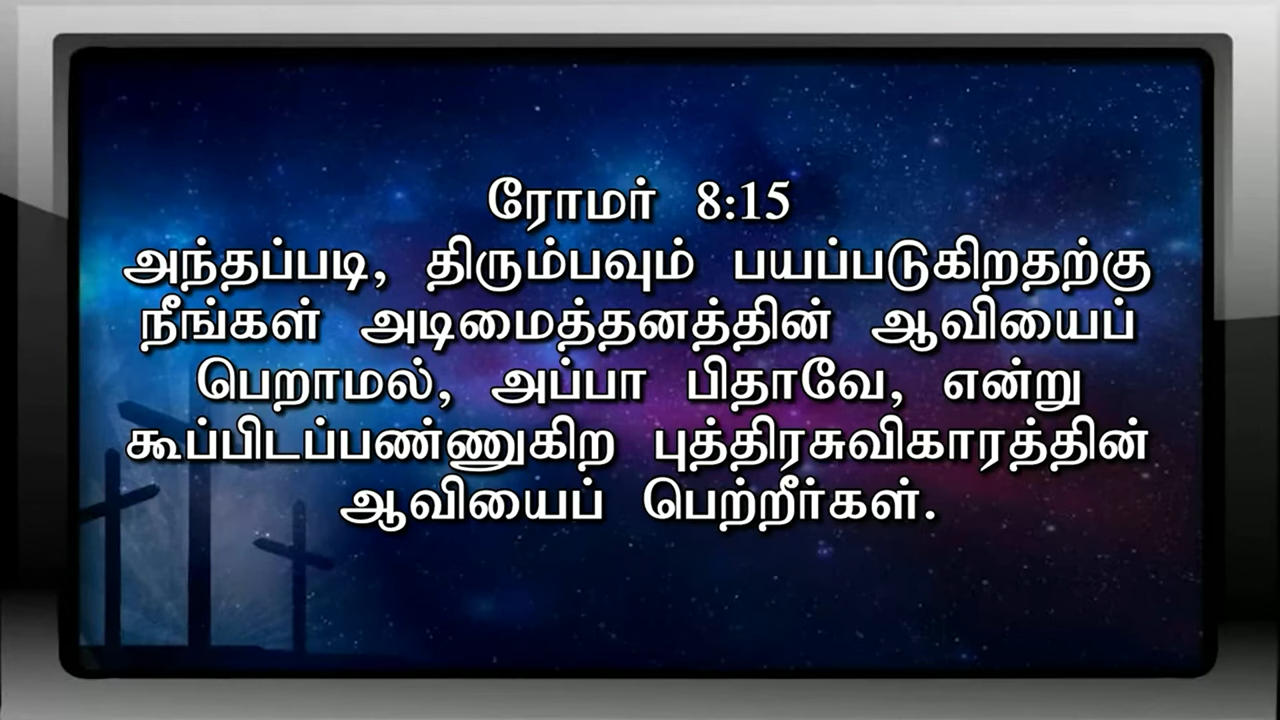 ரோமர் 8:15
அந்தப்படி, திரும்பவும் பயப்படுகிறதற்கு
நீங்கள் அடிமைத்தனத்தின் ஆவியைப்
பெறாமல், அப்பா பிதாவே, என்று
கூப்பிடப்பண்ணுகிற புத்திரசுவிகாரத்தின்
ஆவியைப் பெற்றீர்கள்.